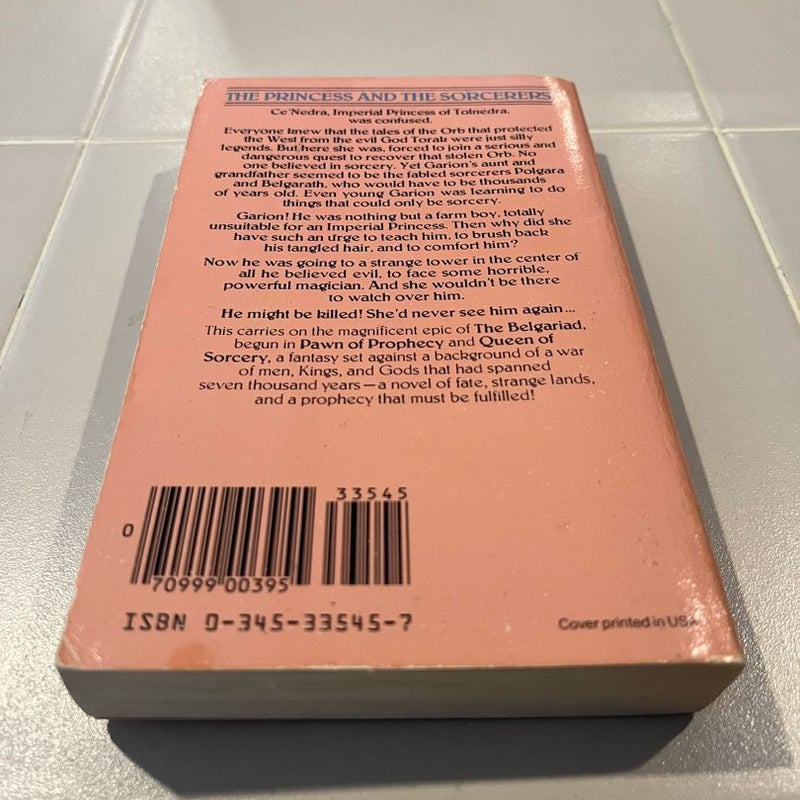 THE PRINCESS AND THE SORCERERS
Ce'Nedra, Imperial Princess of Tolnedra,
was confused.
Everyone knew that the tales of the Orb that protected
the West from the evil God Torak were just silly
legends. But here she was, forced to join a serious and
dangerous quest to recover that stolen Orb. No
one believed in sorcery. Yet Garion's aunt and
grandfather seemed to be the fabled sorcerers Polgara
and Belgarath, who would have to be thousands
of years old. Even young Garion was learning to do
things that could only be sorcery.
Garion! He was nothing but a farm boy, totally
unsuitable for an Imperial Princess. Then why did she
have such an urge to teach him, to brush back
his tangled hair, and to comfort him?
Now he was going to a strange tower in the center of
all he believed evil, to face some horrible,
powerful magician. And she wouldn't be there
to watch over him.
He might be killed! She'd never see him again...
This carries on the magnificent epic of The Belgariad,
begun in Pawn of Prophecy and Queen of
Sorcery, a fantasy set against a background of a war
of men, Kings, and Gods that had spanned
seven thousand years—a novel of fate, strange lands,
and a prophecy that must be fulfilled!
33545
0
70999 00395
ISBN 0-345-33545-7
Cover printed in USA